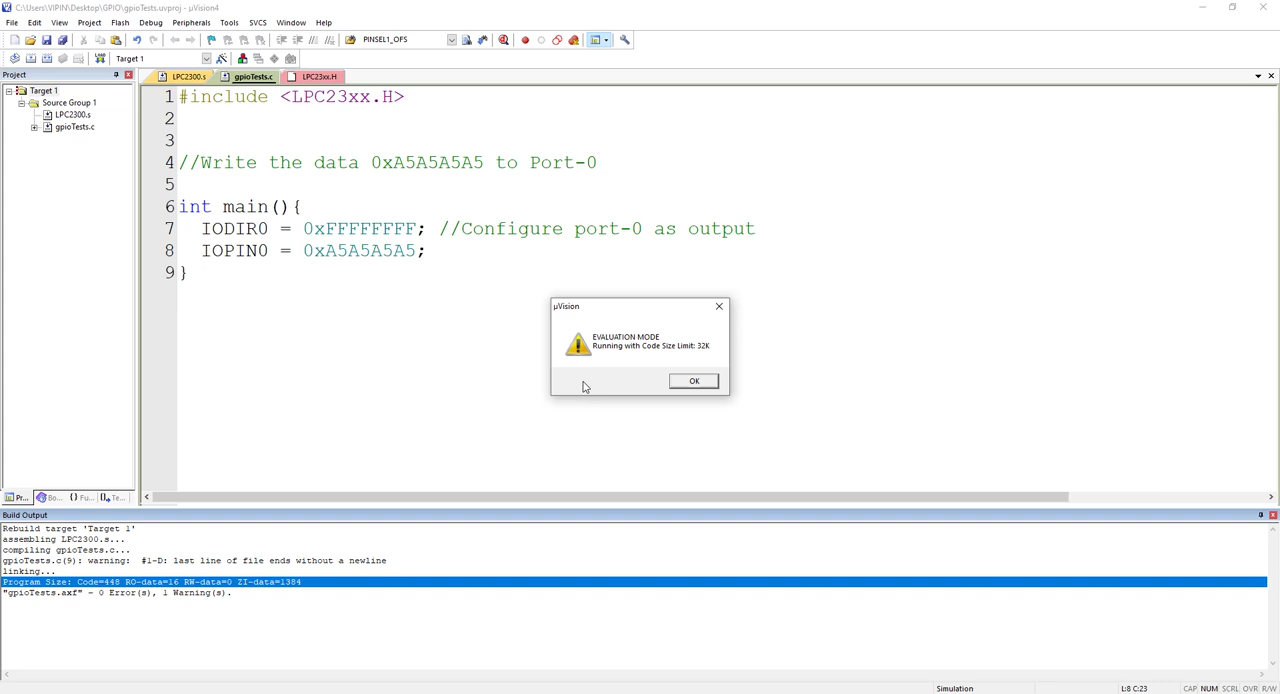 C:\Users\VIPIN\Desktop\GPIO\gpioTests.uvproj - µVision4
File Edit View Project Flash Debug Peripherals Tools SVCS Window Help
PINSEL1_OFS
LOAD
Target 1
Project
LPC2300.s gpioTests.c LPC23xx.H
Target 1
Source Group 1
LPC2300.s
gpioTests.c
1 #include <LPC23xx.H>
2
3
4 //Write the data 0xA5A5A5A5 to Port-0
5
6 int main(){
7 IODIR0 = 0xFFFFFFFF; //Configure port-0 as output
8 IOPIN0 = 0xA5A5A5A5;
9 }
µVision
EVALUATION MODE
Running with Code Size Limit: 32K
OK
Pr... Bo... {} Fu... Te...
Build Output
Rebuild target 'Target 1'
assembling LPC2300.s...
compiling gpioTests.c...
gpioTests.c(9): warning: #1-D: last line of file ends without a newline
linking...
Program Size: Code=448 RO-data=16 RW-data=0 ZI-data=1384
"gpioTests.axf" - 0 Error(s), 1 Warning(s).
Simulation L:8 C:23 CAP NUM SCRL OVR R/W